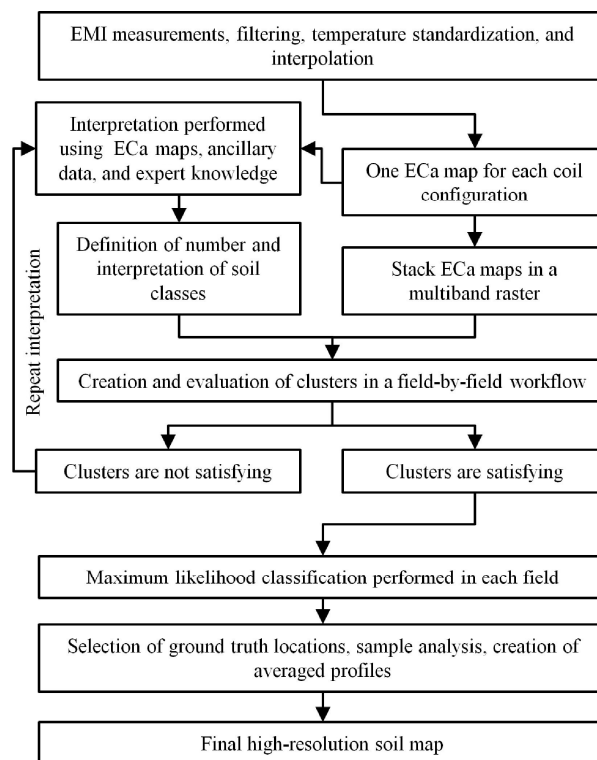 EMI measurements, filtering, temperature standardization, and
interpolation
Interpretation performed
using ECa maps, ancillary
data, and expert knowledge
One ECa map for each coil
configuration
Definition of number and
interpretation of soil
classes
Stack ECa maps in a
multiband raster
Repeat interpretation
Creation and evaluation of clusters in a field-by-field workflow
Clusters are not satisfying
Clusters are satisfying
Maximum likelihood classification performed in each field
Selection of ground truth locations, sample analysis, creation of
averaged profiles
Final high-resolution soil map